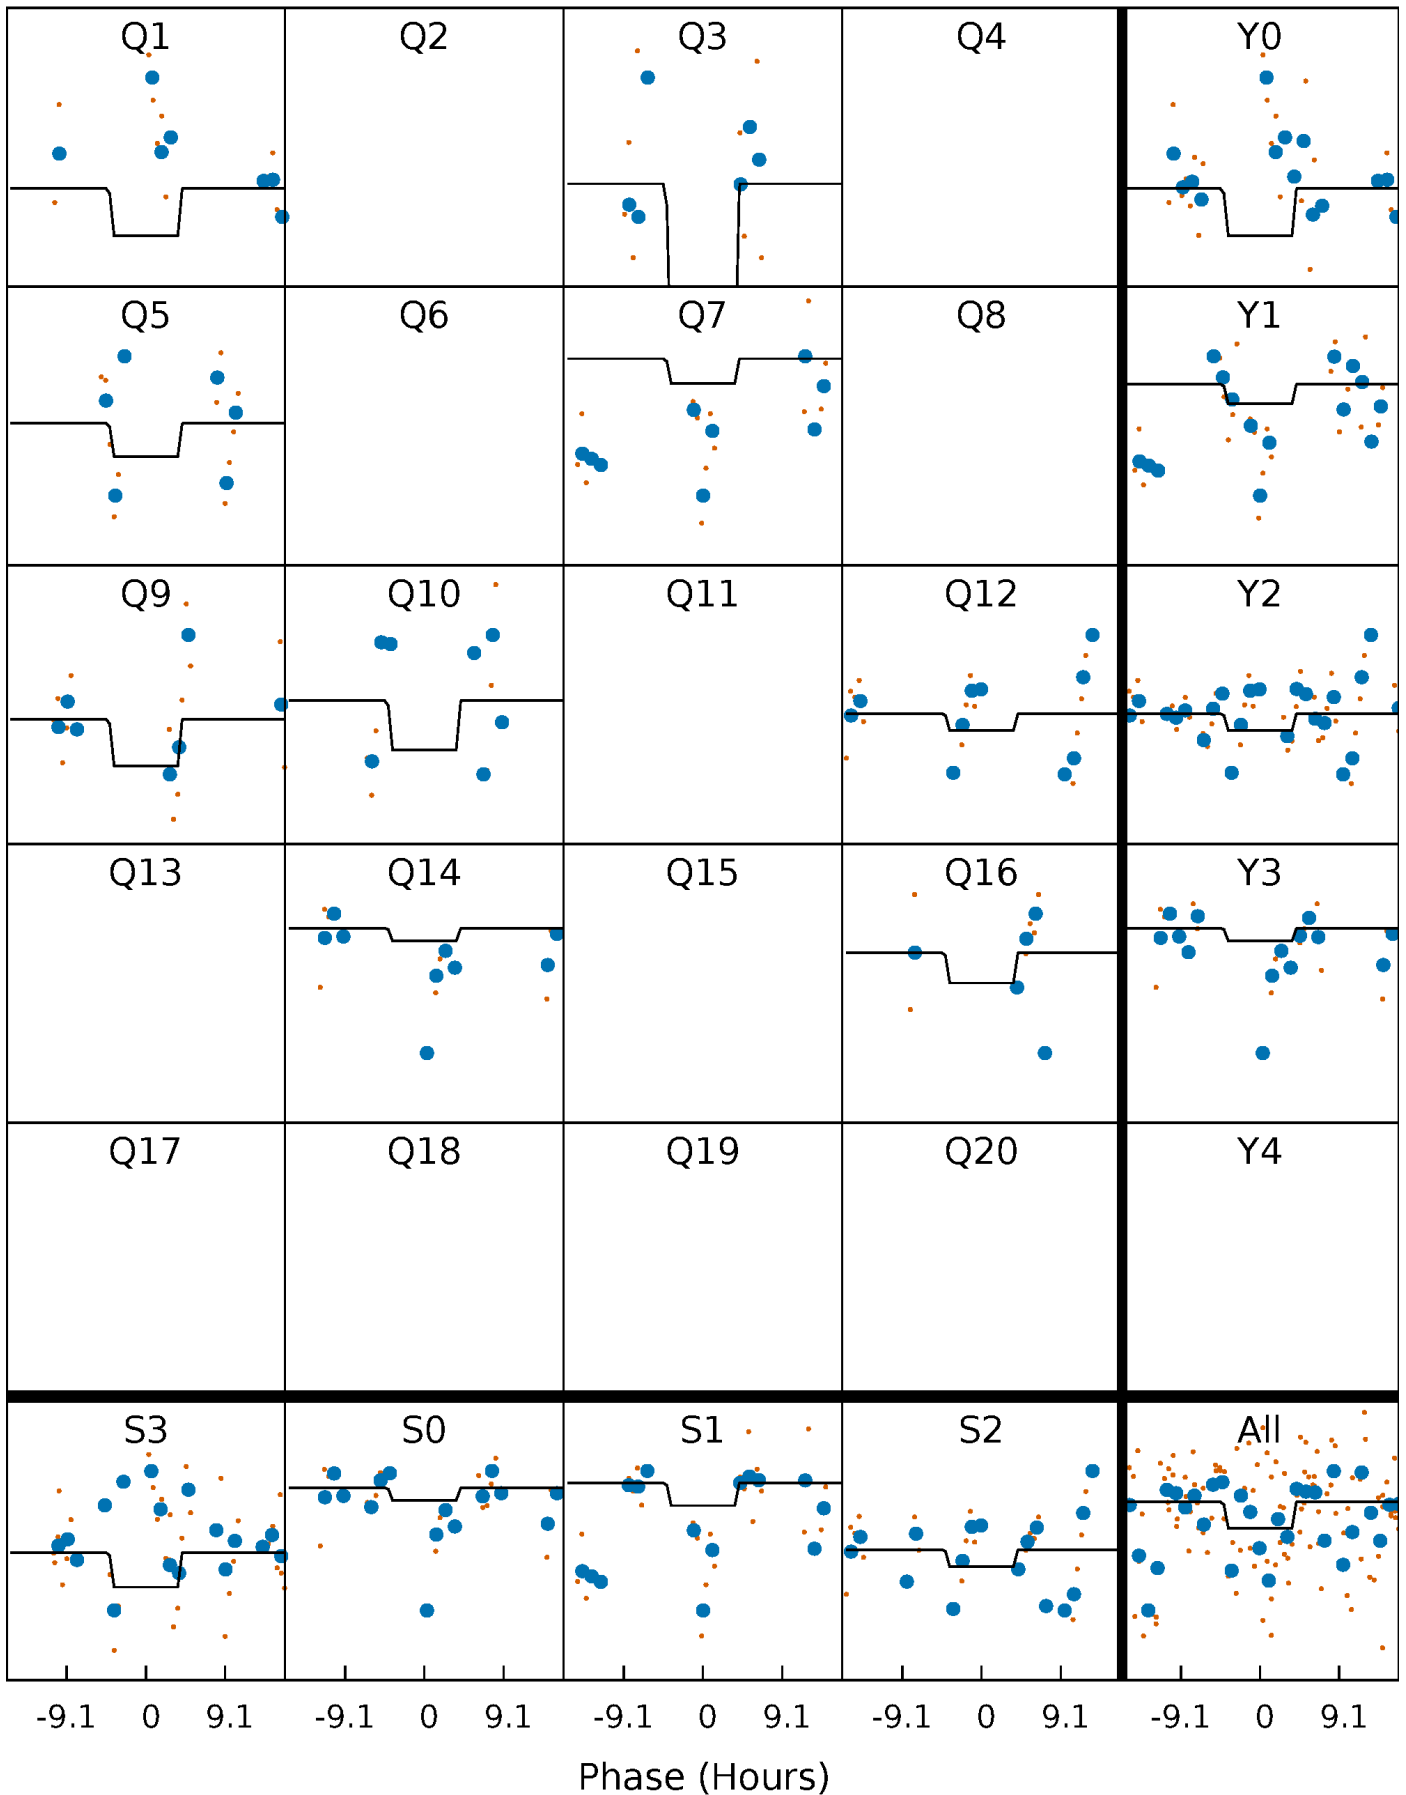 Q1 Q2 Q3 Q4 Y0
Q5 Q6 Q7 Q8 Y1
Q9 Q10 Q11 Q12 Y2
Q13 Q14 Q15 Q16 Y3
Q17 Q18 Q19 Q20 Y4
S3 S0 S1 S2 All
-9.1 0 9.1 -9.1 0 9.1 -9.1 0 9.1 -9.1 0 9.1 -9.1 0 9.1
Phase (Hours)